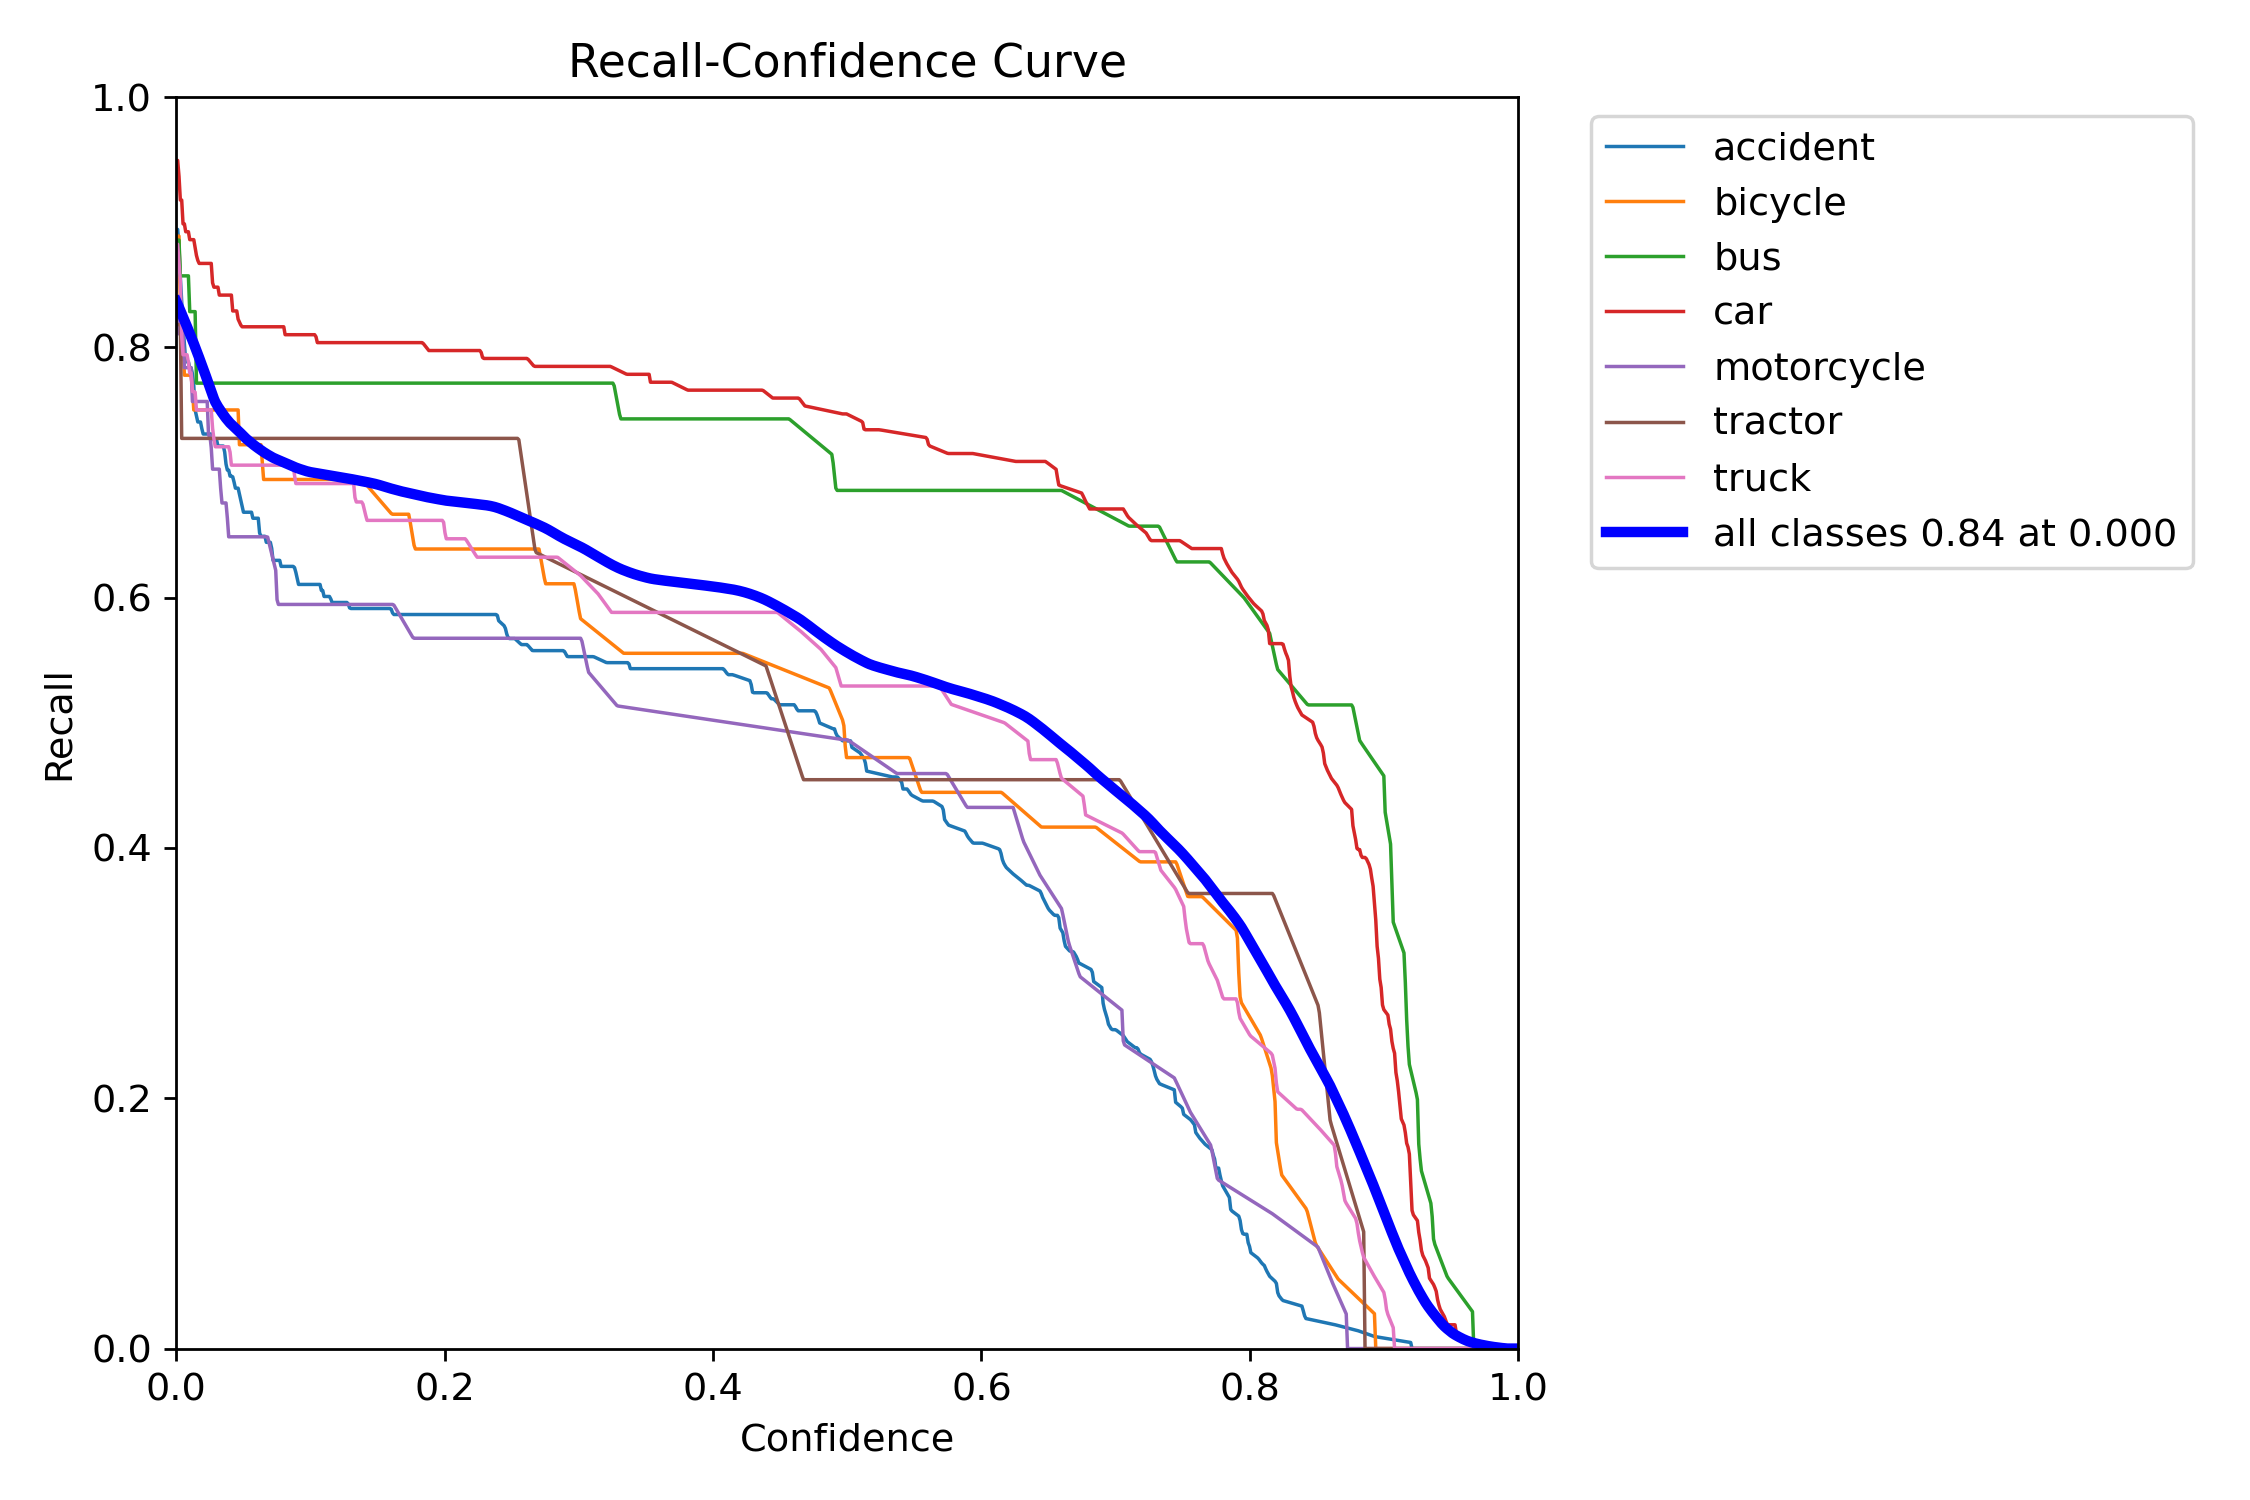 Recall-Confidence Curve
1.0
0.8
0.6
0.4
0.2
0.0
Recall
0.0 0.2 0.4 0.6 0.8 1.0
Confidence
accident
bicycle
bus
car
motorcycle
tractor
truck
all classes 0.84 at 0.000